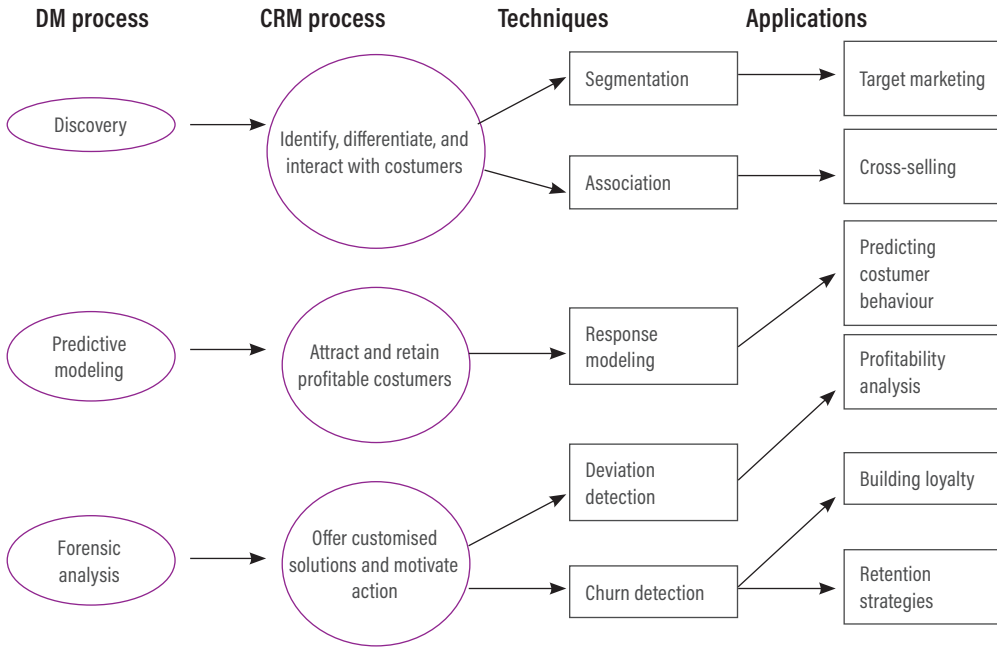 DM process
CRM process
Techniques
Applications
Discovery
Identify, differentiate, and
interact with costumers
Segmentation
Target marketing
Association
Cross-selling
Predictive
modeling
Attract and retain
profitable costumers
Response
modeling
Predicting
costumer
behaviour
Profitability
analysis
Forensic
analysis
Offer customised
solutions and motivate
action
Deviation
detection
Churn detection
Building loyalty
Retention
strategies